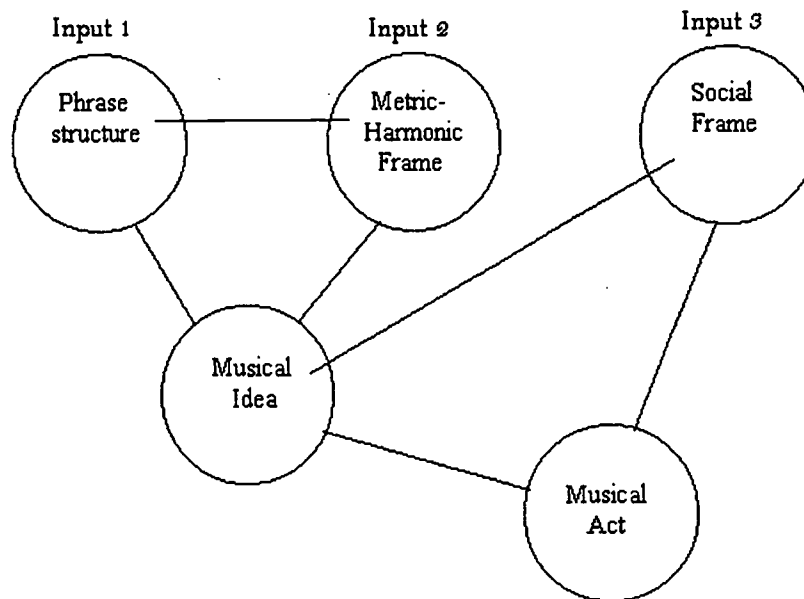 Input 1
Input 2
Input 3
Phrase
structure
Metric-
Harmonic
Frame
Social
Frame
Musical
Idea
Musical
Act